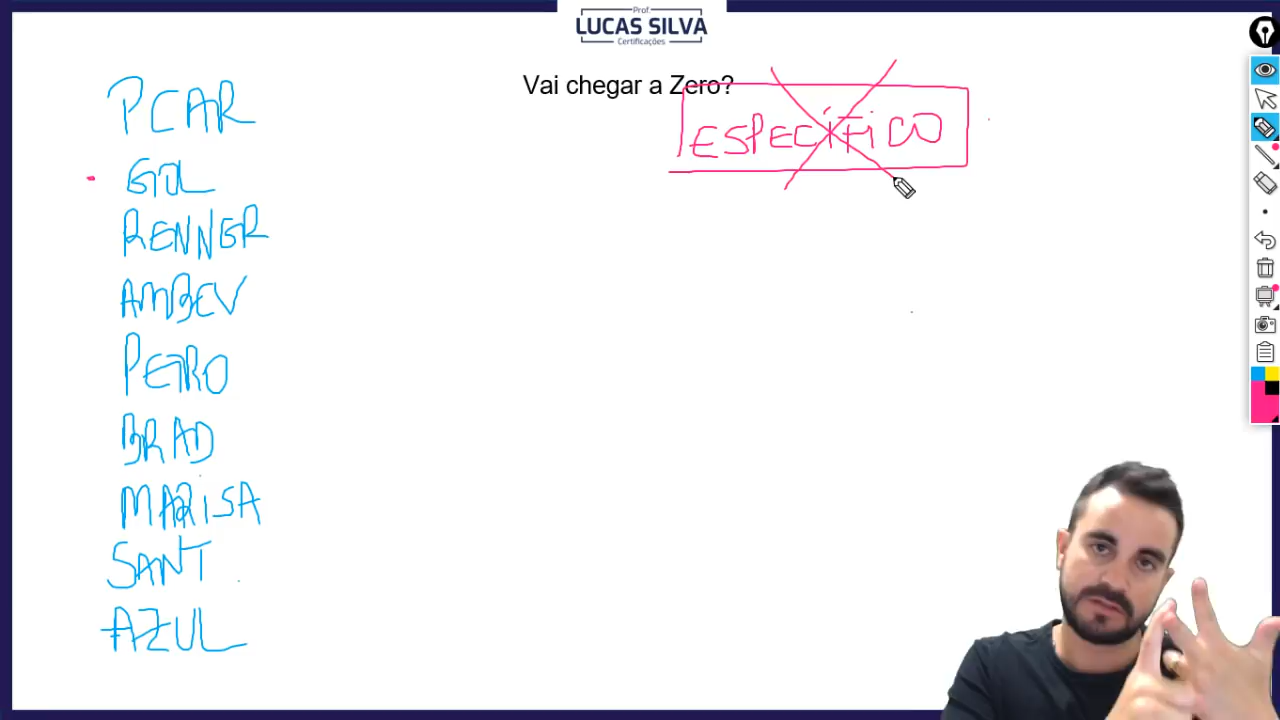 Prof.
LUCAS SILVA
Certificações
Vai chegar a Zero?
ESPECÍFICO
PCAR
GOL
RENNER
AMBEV
PETRO
BRAD
MARISA
SANT
AZUL